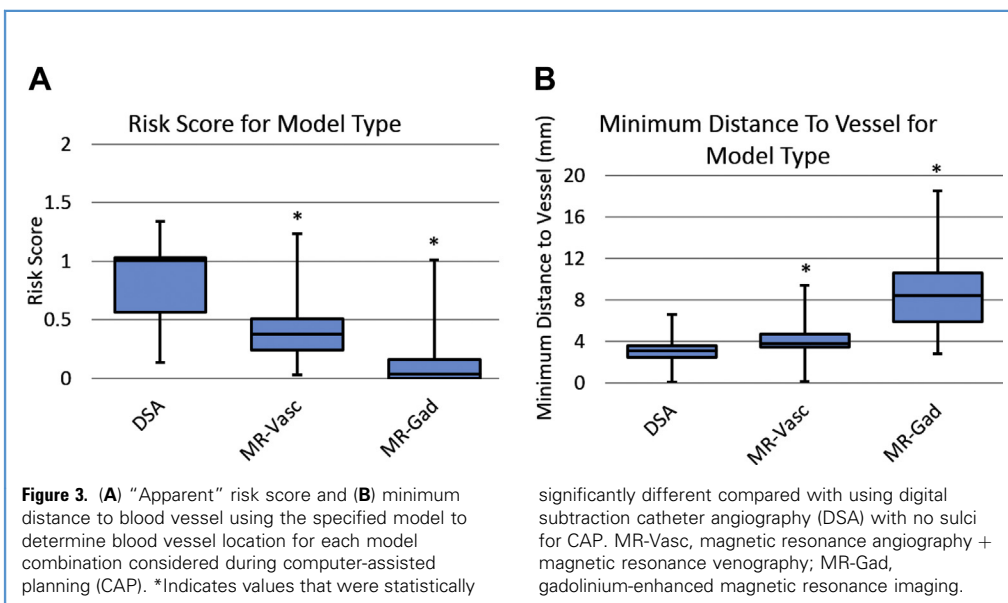 A
Risk Score for Model Type
Risk Score
2
1.5
1
0.5
0
*
*
DSA
MR-Vasc
MR-Gad
B
Minimum Distance To Vessel for
Model Type
Minimum Distance to Vessel (mm)
20
16
12
8
4
0
*
*
DSA
MR-Vasc
MR-Gad
Figure 3. (A) “Apparent” risk score and (B) minimum
distance to blood vessel using the specified model to
determine blood vessel location for each model
combination considered during computer-assisted
planning (CAP). *Indicates values that were statistically
significantly different compared with using digital
subtraction catheter angiography (DSA) with no sulci
for CAP. MR-Vasc, magnetic resonance angiography +
magnetic resonance venography; MR-Gad,
gadolinium-enhanced magnetic resonance imaging.